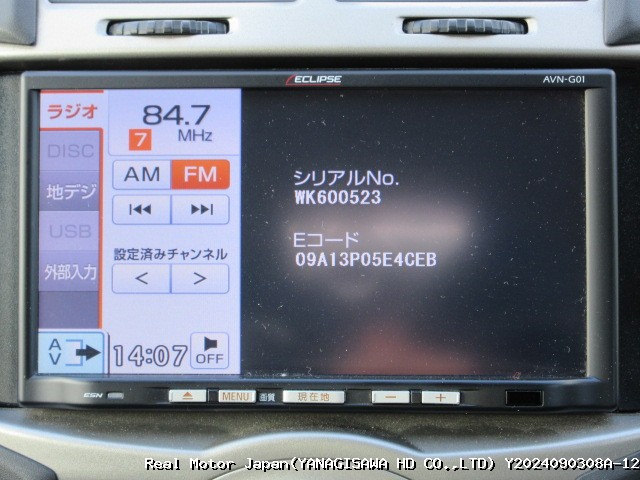 ECLIPSE
AVN-G01
ラジオ
DISC
地デジ
USB
外部入力
AV
84.7
7 MHz
AM FM
設定済みチャンネル
< >
14:07
OFF
シリアルNo.
WK600523
Eコード
09A13P05E4CEB
ESN
MENU 画質 現在地 − +
Real Motor Japan(YANAGISAWA HD CO.,LTD) Y2024090308A-12